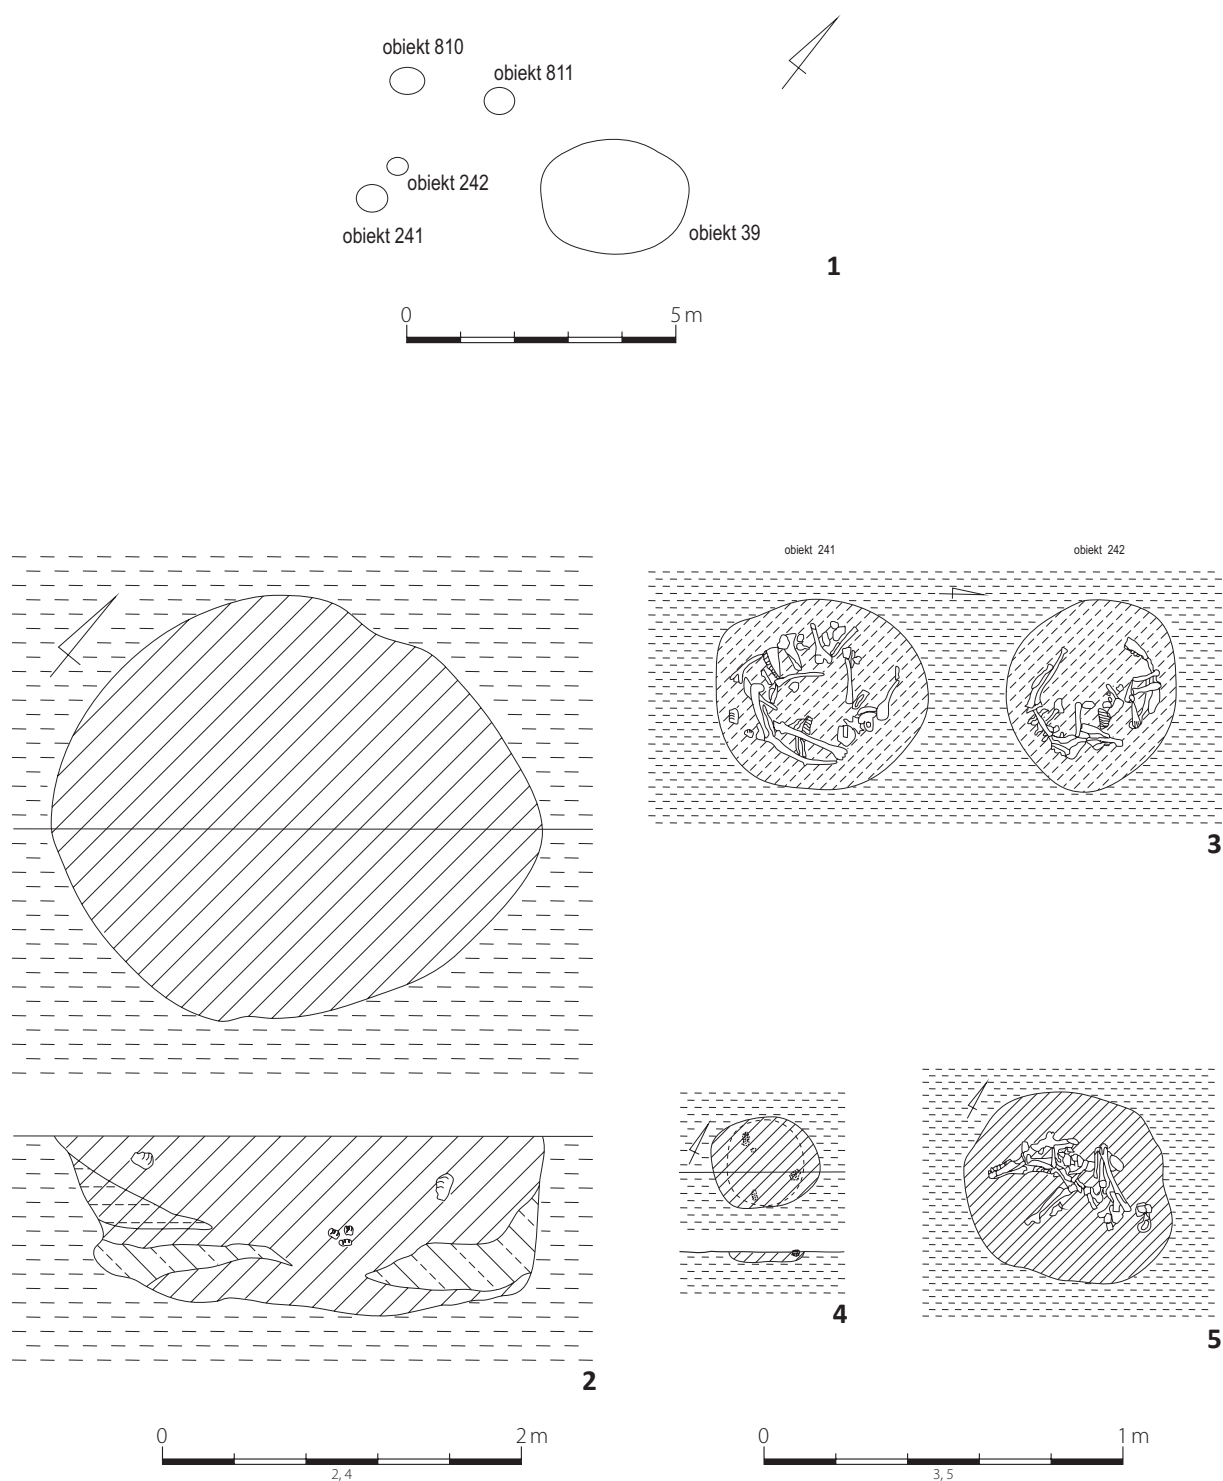 obiekt 810
obiekt 811
obiekt 242
obiekt 241
obiekt 39
1
0 5 m
obiekt 241 obiekt 242
3
4
5
2
0 2 m
2, 4
0 1 m
3, 5